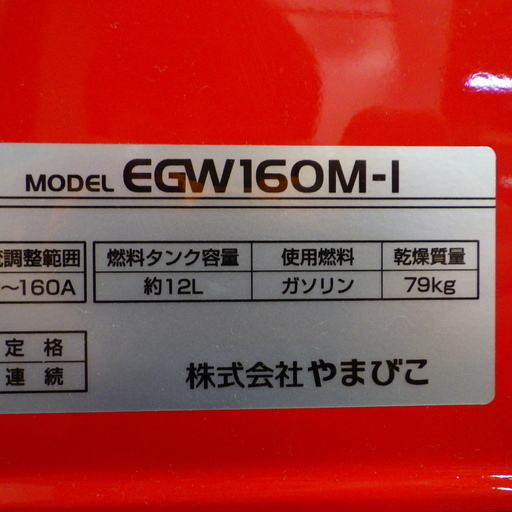 MODEL EGW160M-I
調整範囲 燃料タンク容量 使用燃料 乾燥質量
～160A 約12L ガソリン 79kg
定格
連続
株式会社やまびこ